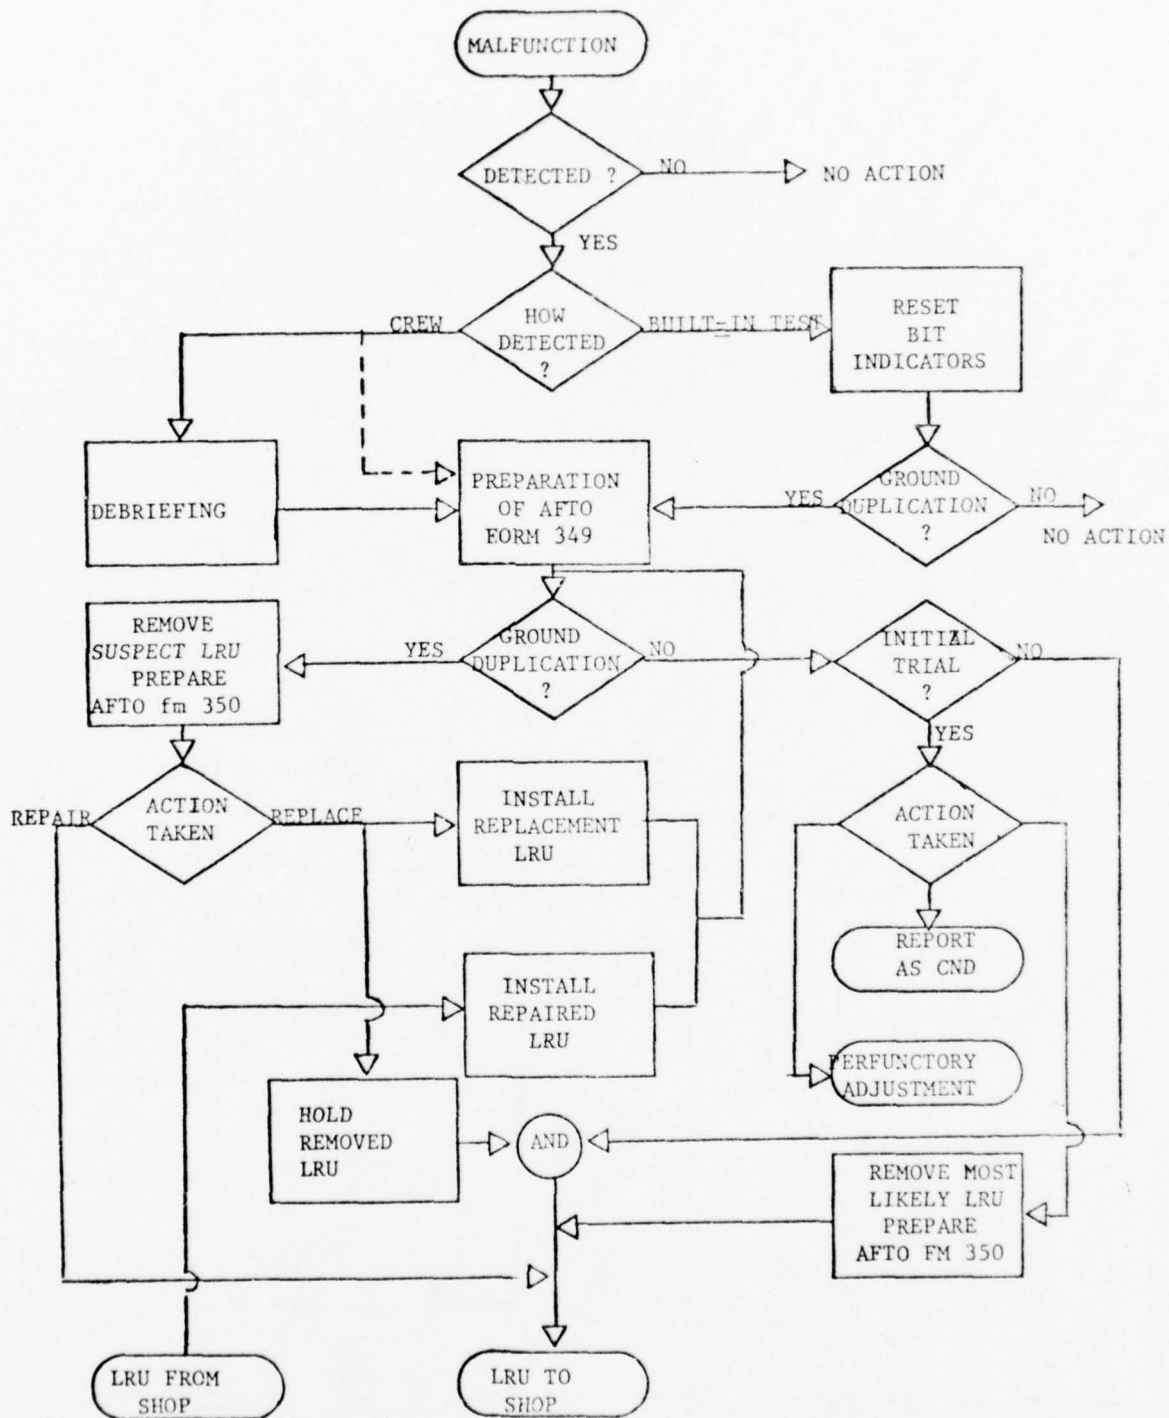 MALFUNCTION
DETECTED ?
NO
NO ACTION
YES
HOW
DETECTED
?
CREW
BUILT-IN TEST
RESET
BIT
INDICATORS
DEBRIEFING
PREPARATION
OF AFTO
EORM 349
YES
GROUND
DUPLICATION
?
NO
NO ACTION
REMOVE
SUSPECT LRU
PREPARE
AFTO fm 350
YES
GROUND
DUPLICATION
?
NO
INITIAL
TRIAL
?
NO
YES
REPAIR
ACTION
TAKEN
REPLACE
INSTALL
REPLACEMENT
LRU
ACTION
TAKEN
REPORT
AS CND
INSTALL
REPAIRED
LRU
PERFUNCTORY
ADJUSTMENT
HOLD
REMOVED
LRU
AND
REMOVE MOST
LIKELY LRU
PREPARE
AFTO FM 350
LRU FROM
SHOP
LRU TO
SHOP